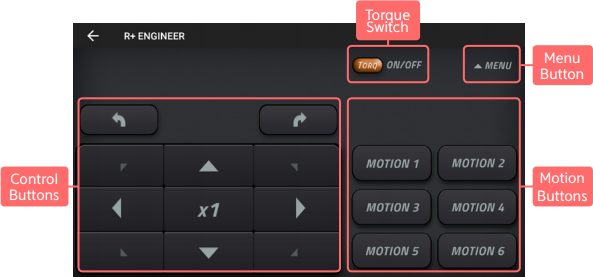 Torque
Switch
R+ ENGINEER
TORQ ON/OFF
MENU
Menu
Button
MOTION 1 MOTION 2
Control
Buttons
x1
MOTION 3 MOTION 4
Motion
Buttons
MOTION 5 MOTION 6